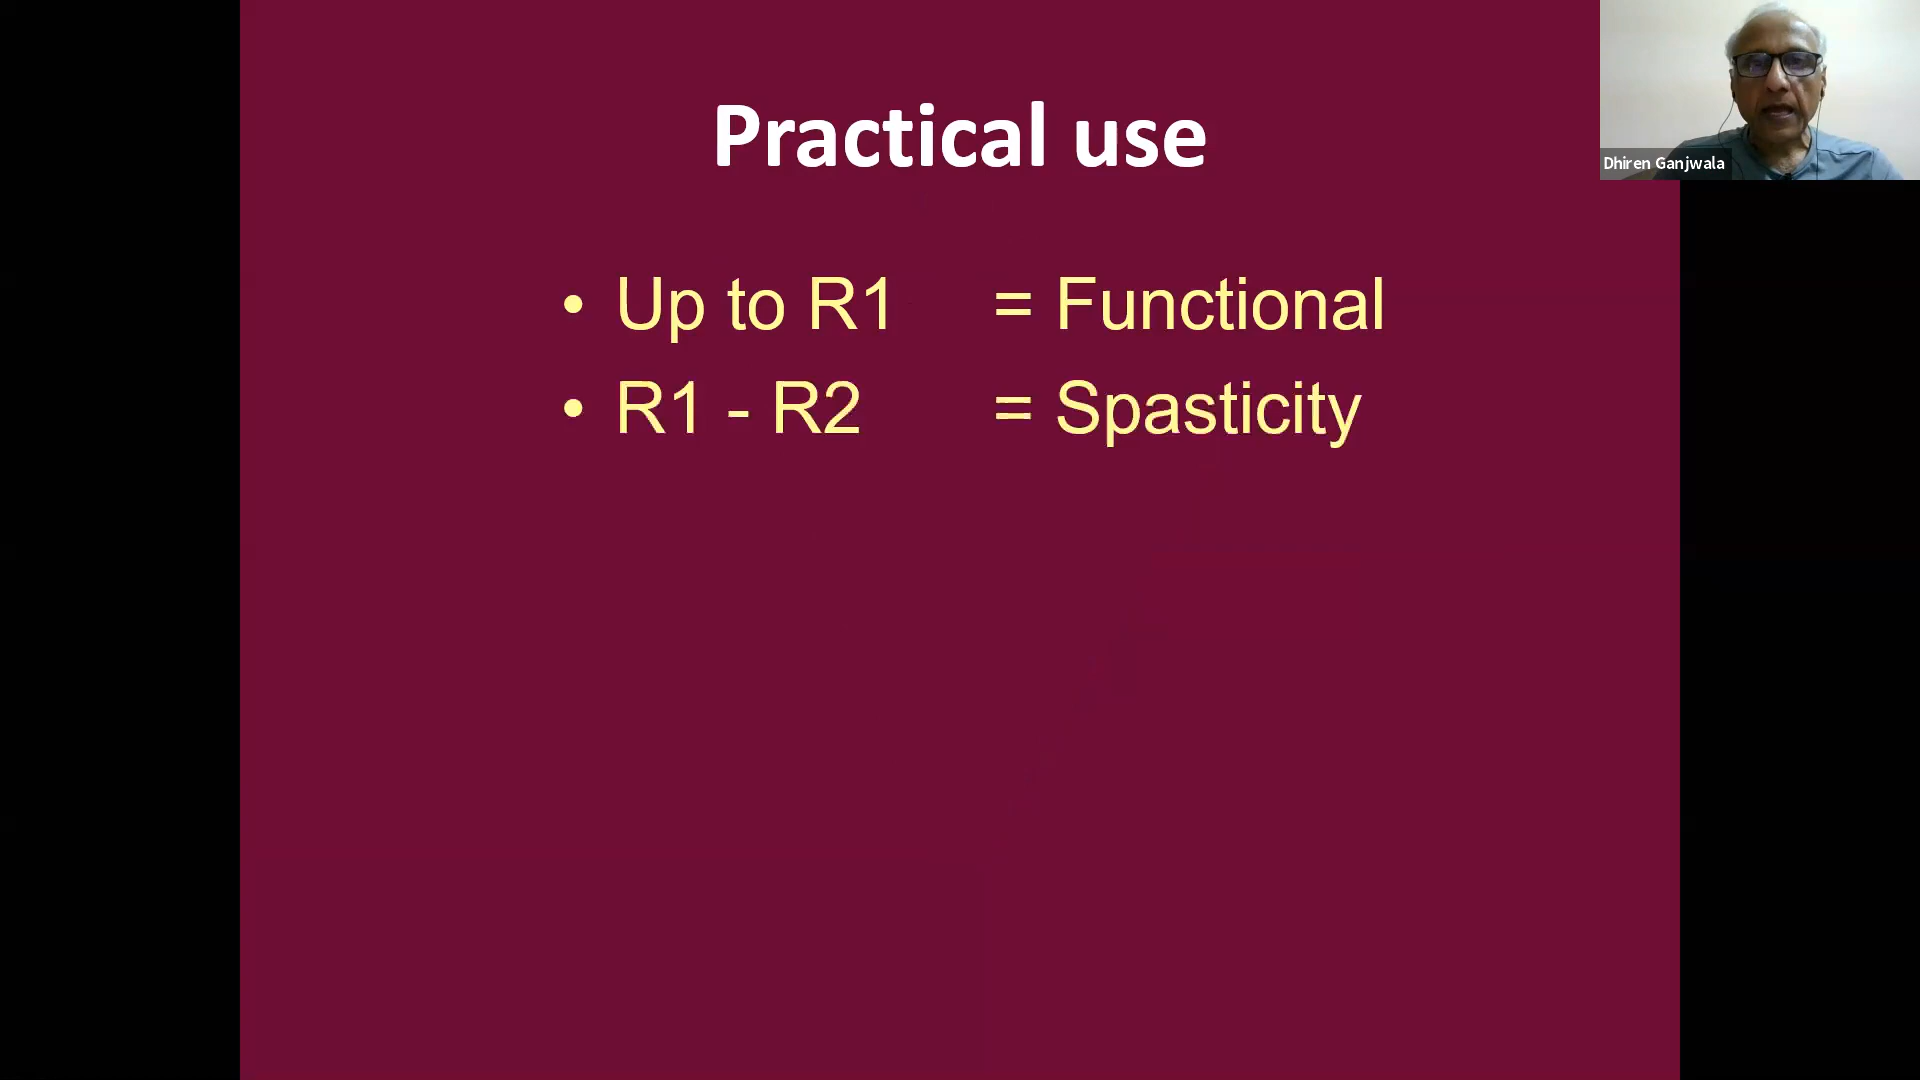 Practical use
• Up to R1 = Functional
• R1 - R2 = Spasticity
Dhiren Ganjwala